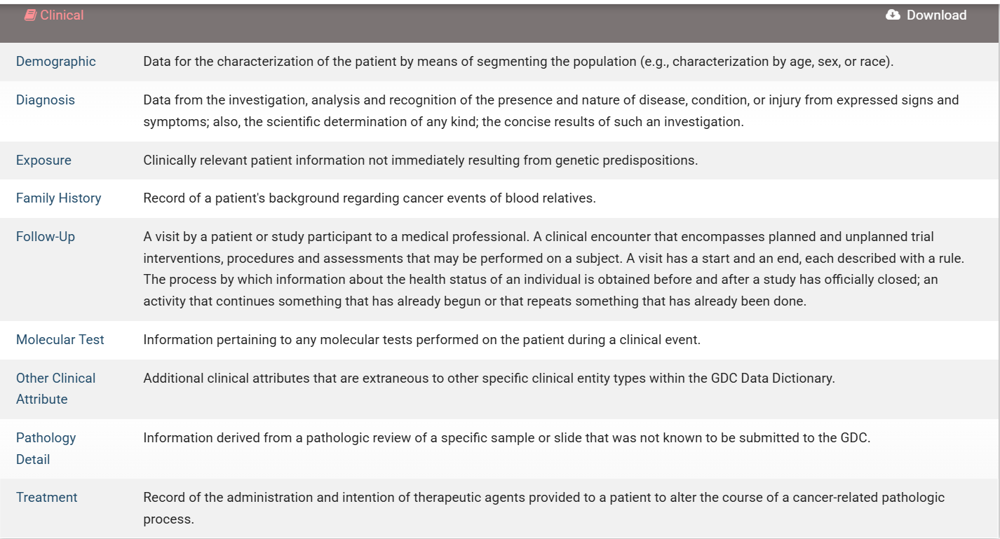 Clinical Download
Demographic Data for the characterization of the patient by means of segmenting the population (e.g., characterization by age, sex, or race).
Diagnosis Data from the investigation, analysis and recognition of the presence and nature of disease, condition, or injury from expressed signs and
symptoms; also, the scientific determination of any kind; the concise results of such an investigation.
Exposure Clinically relevant patient information not immediately resulting from genetic predispositions.
Family History Record of a patient's background regarding cancer events of blood relatives.
Follow-Up A visit by a patient or study participant to a medical professional. A clinical encounter that encompasses planned and unplanned trial
interventions, procedures and assessments that may be performed on a subject. A visit has a start and an end, each described with a rule.
The process by which information about the health status of an individual is obtained before and after a study has officially closed; an
activity that continues something that has already begun or that repeats something that has already been done.
Molecular Test Information pertaining to any molecular tests performed on the patient during a clinical event.
Other Clinical Additional clinical attributes that are extraneous to other specific clinical entity types within the GDC Data Dictionary.
Attribute
Pathology Information derived from a pathologic review of a specific sample or slide that was not known to be submitted to the GDC.
Detail
Treatment Record of the administration and intention of therapeutic agents provided to a patient to alter the course of a cancer-related pathologic
process.